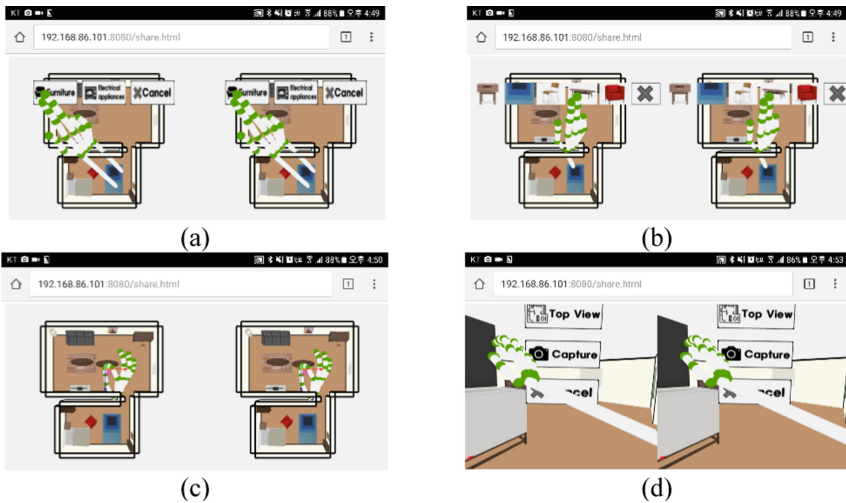 KT 88% 오후 4:49
192.168.86.101:8080/share.html 1
Furniture Electrical appliances Cancel Furniture Electrical appliances Cancel
(a)
KT 88% 오후 4:49
192.168.86.101:8080/share.html 1
(b)
KT 88% 오후 4:50
192.168.86.101:8080/share.html 1
(c)
KT 86% 오후 4:53
192.168.86.101:8080/share.html 1
Top View Top View
Capture Capture
ncel ncel
(d)